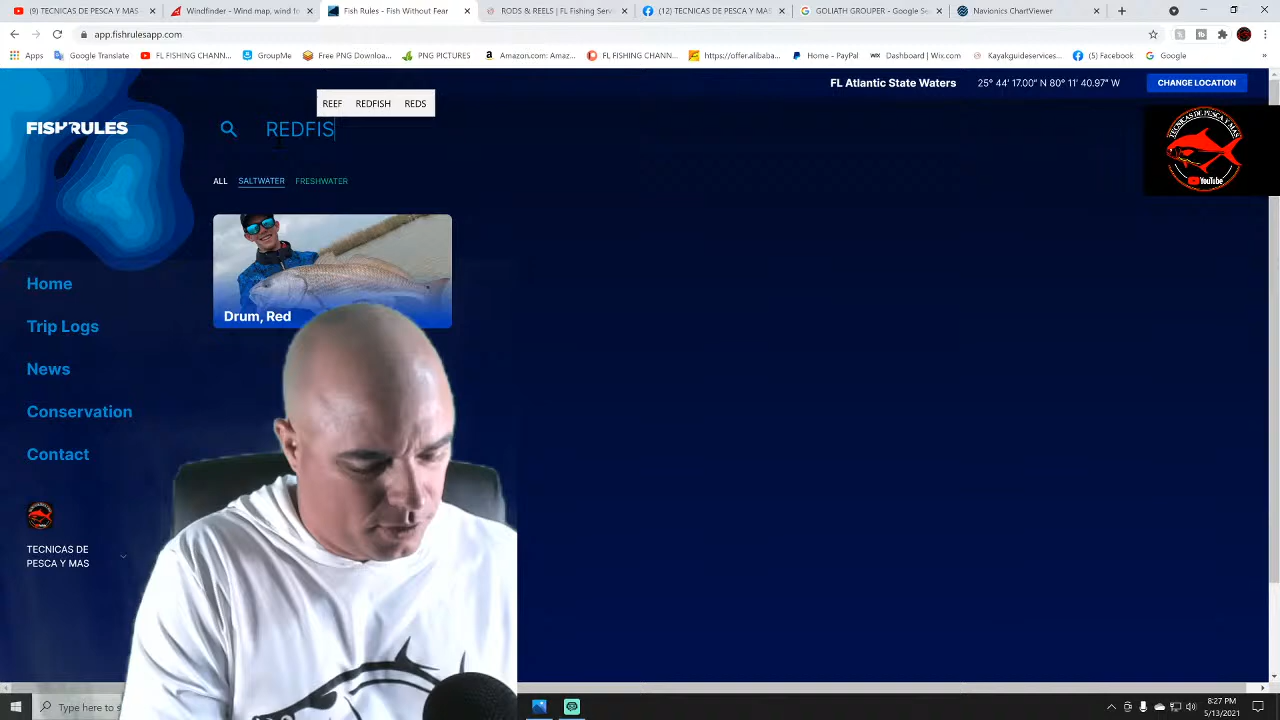 (9) TECNICAS DE PESCA Y MAS
Windfinder - Wind map, wind fo
Fish Rules - Fish Without Fear
RODS & REELS | FL Fishing Serv
(12) TECNICAS DE PESCA Y MAS
GOLIATH GROUPER - Google Se
Navionics ChartViewer
app.fishrulesapp.com
Apps
Google Translate
FL FISHING CHANN...
GroupMe
Free Download...
PNG PICTURES
Amazon.com: Amaz...
FL FISHING CHANN...
https://offer.alibaba...
Paypal
Dashboard | Wix.com
Kayakguideservices...
(5) Facebook
Google
FL Atlantic State Waters
25° 44' 17.00" N 80° 11' 40.97" W
CHANGE LOCATION
REEF REDFISH REDS
FISHRULES
REDFIS
TECNICAS DE PESCA Y MAS
YouTube
ALL SALTWATER FRESHWATER
Drum, Red
Home
Trip Logs
News
Conservation
Contact
TECNICAS DE
PESCA Y MAS
Type here to s
8:27 PM
5/13/2021